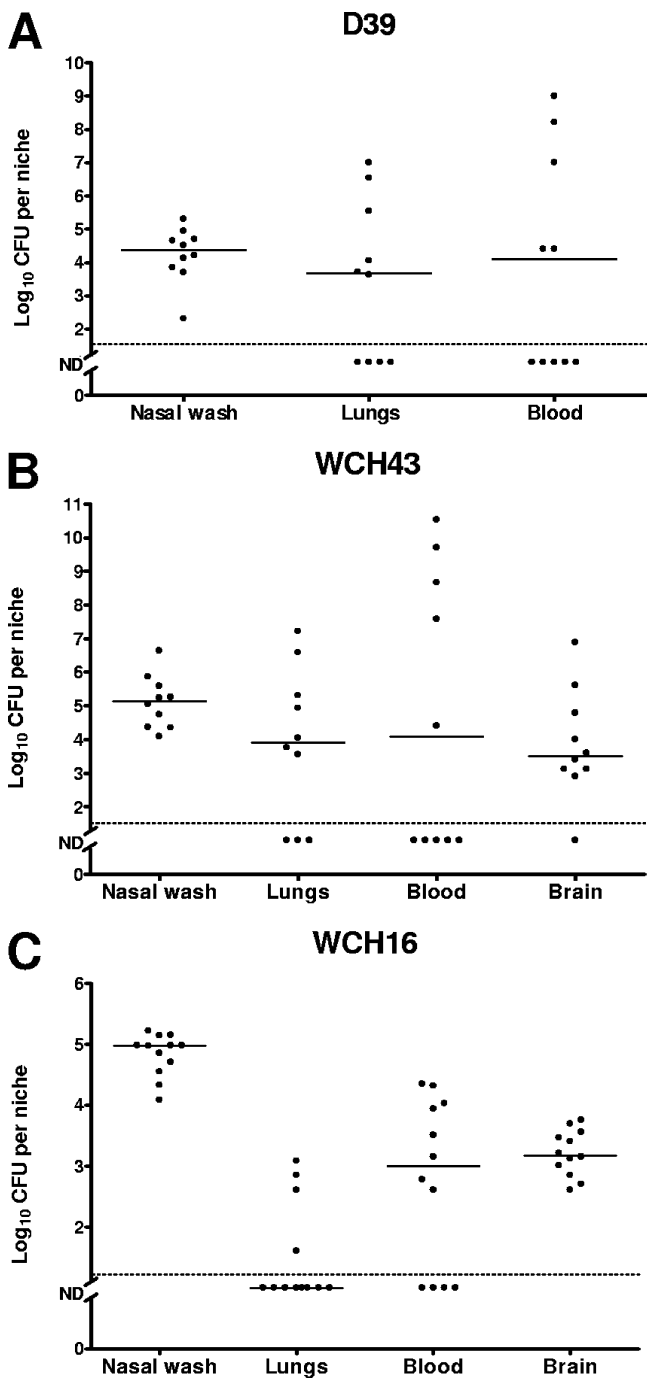 A
D39
Log10 CFU per niche
10
9
8
7
6
5
4
3
2
ND
0
Nasal wash Lungs Blood
B
WCH43
Log10 CFU per niche
11
10
9
8
7
6
5
4
3
2
ND
0
Nasal wash Lungs Blood Brain
C
WCH16
Log10 CFU per niche
6
5
4
3
2
ND
0
Nasal wash Lungs Blood Brain